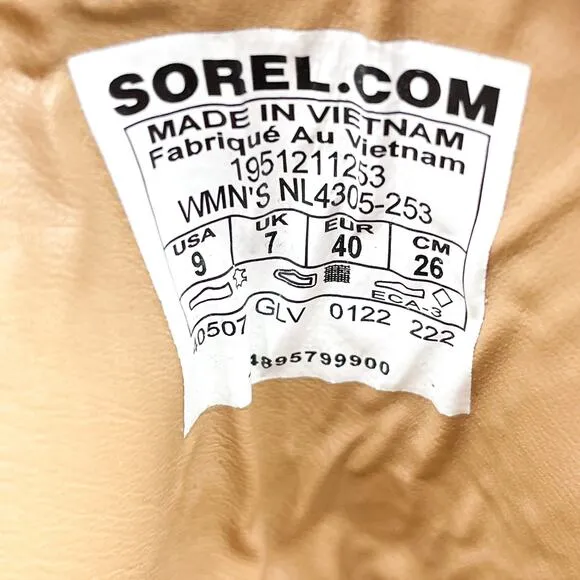 SOREL.COM
MADE IN VIETNAM
Fabriqué Au Vietnam
1951211253
WMN'S NL4305-253
USA UK EUR CM
9 7 40 26
ECA-3
A0507 GLV 0122 222
4895799900